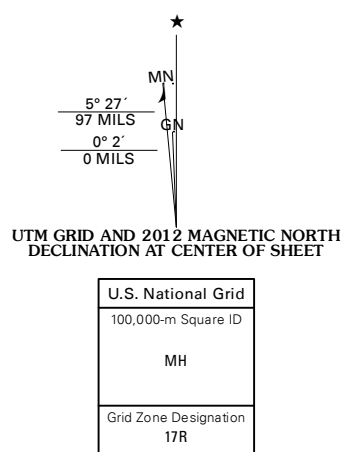 ★
MN
5° 27´
97 MILS
GN
0° 2´
0 MILS
UTM GRID AND 2012 MAGNETIC NORTH
DECLINATION AT CENTER OF SHEET
U.S. National Grid
100,000-m Square ID
MH
Grid Zone Designation
17R